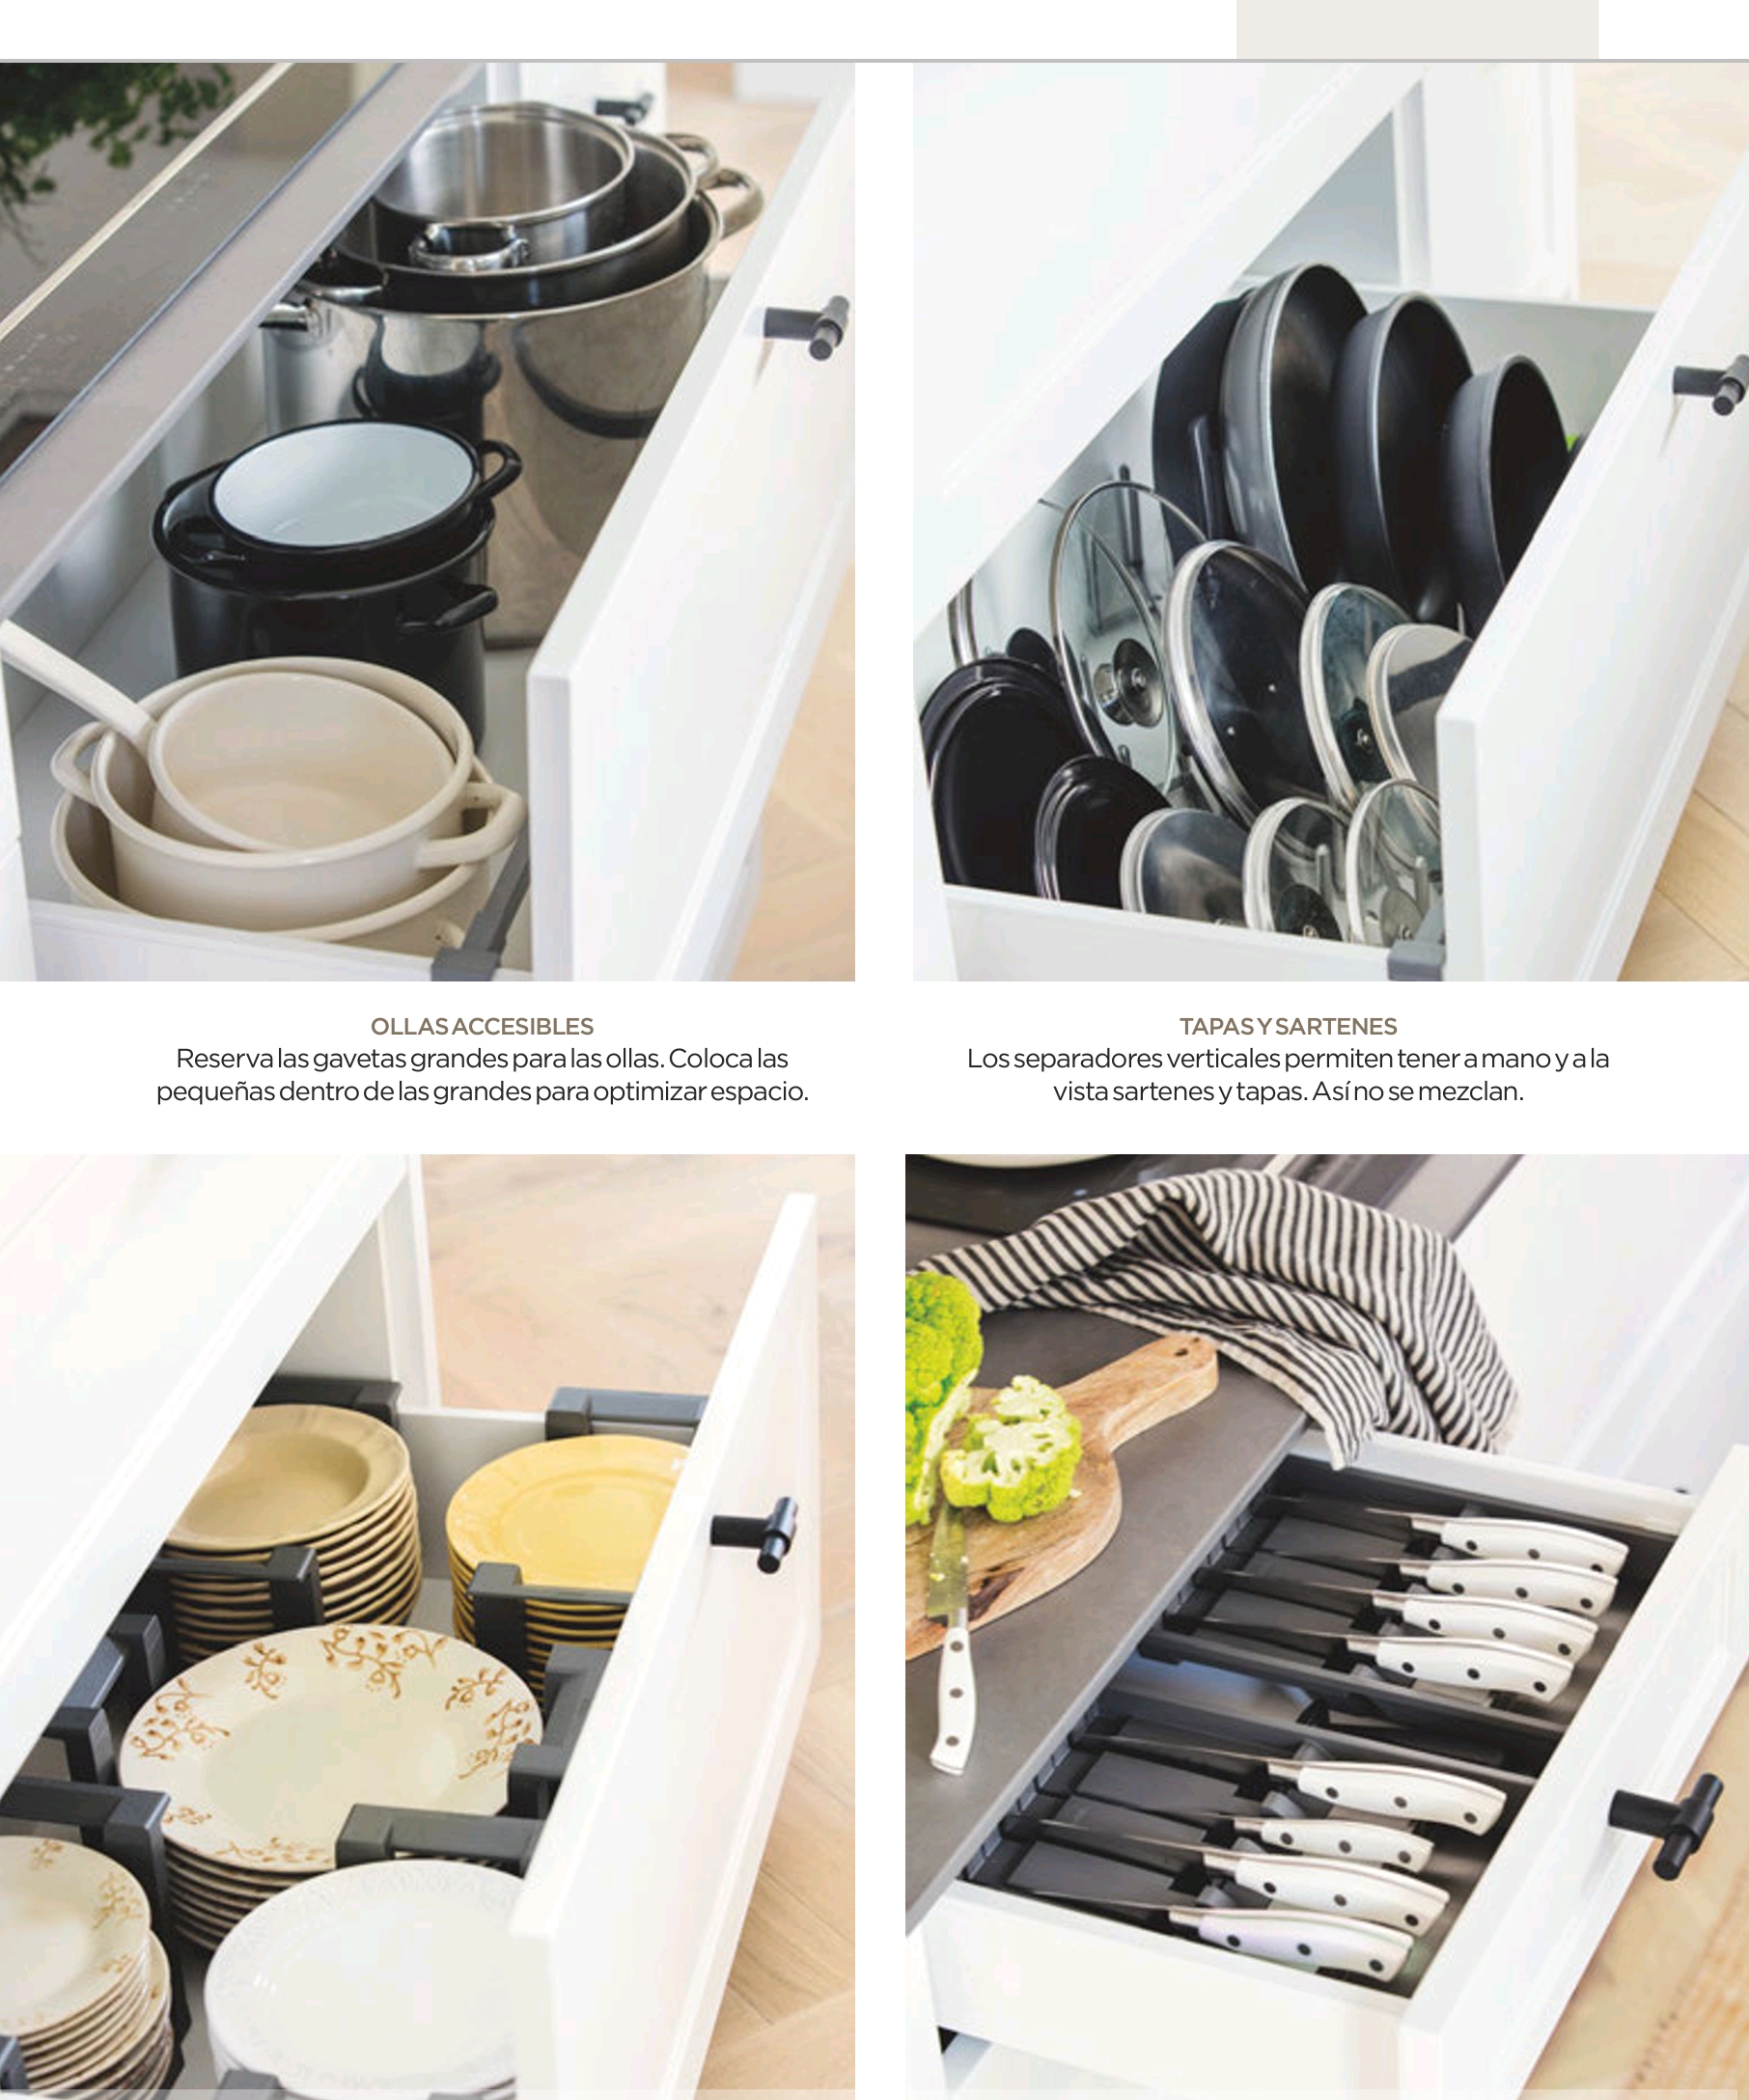 OLLAS ACCESIBLES
Reserva las gavetas grandes para las ollas. Coloca las
pequeñas dentro de las grandes para optimizar espacio.
TAPAS Y SARTENES
Los separadores verticales permiten tener a mano y a la
vista sartenes y tapas. Así no se mezclan.